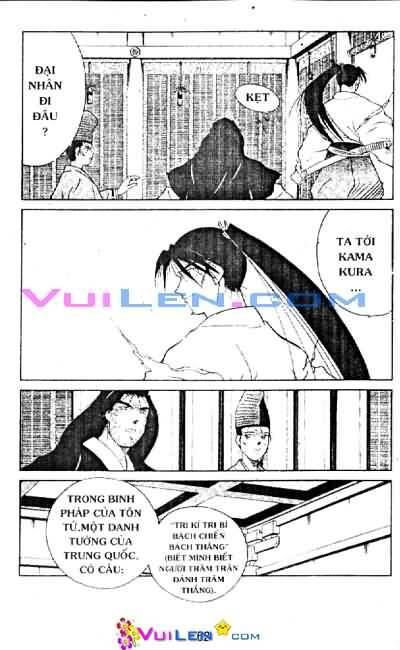 ĐẠI
NHÂN
ĐI
ĐÂU
?
KẸT
TA TỚI
KAMA
KURA
...
VUILEN.COM
TRONG BINH
PHÁP CỦA TÔN
TỬ, MỘT DANH
TƯỚNG CỦA
TRUNG QUỐC,
CÓ CÂU:
"TRI KỈ TRI BỈ
BÁCH CHIẾN
BÁCH THẮNG"
(BIẾT MÌNH BIẾT
NGƯỜI TRĂM TRẬN
ĐÁNH TRĂM
THẮNG).
VUILEN.COM
62